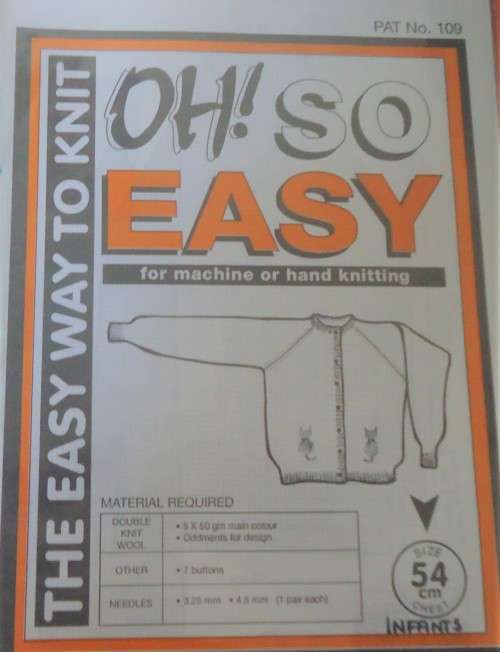 PAT No. 109
THE EASY WAY TO KNIT
OH! SO
EASY
for machine or hand knitting
MATERIAL REQUIRED
DOUBLE KNIT WOOL
• 5 X 50 gm main colour
• Oddments for design
OTHER
• 7 buttons
NEEDLES
• 3.25 mm • 4.5 mm (1 pair each)
SIZE
54
cm
CHEST
INFANTS